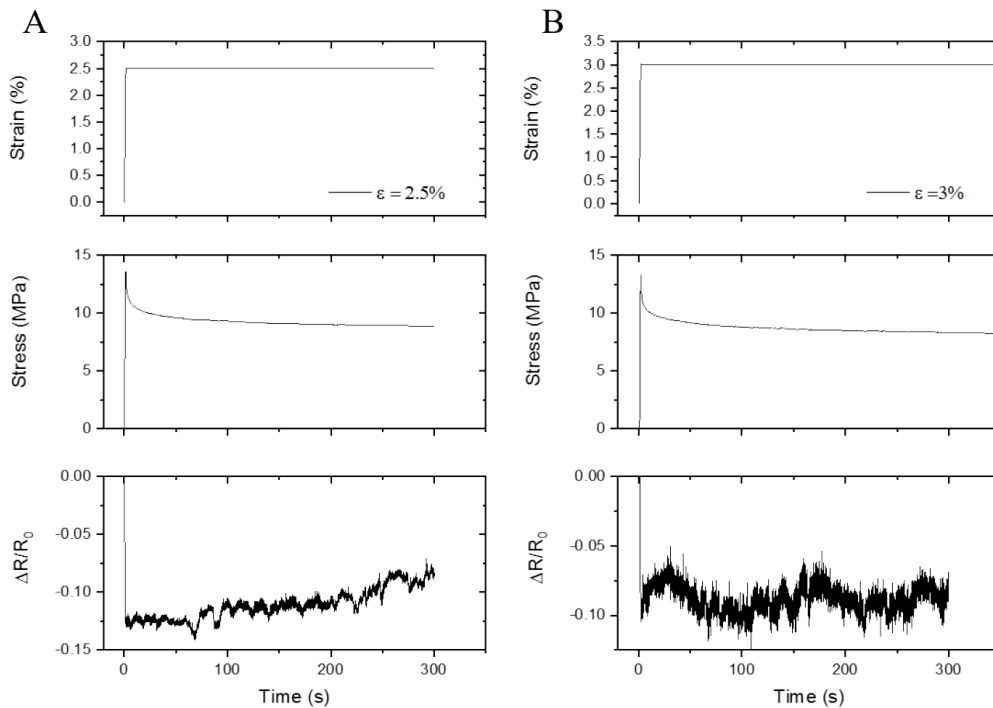 A
3.0
2.5
2.0
1.5
1.0
0.5
0.0
Strain (%)
ε = 2.5%
15
10
5
0
Stress (MPa)
0.00
-0.05
-0.10
-0.15
ΔR/R0
0 100 200 300
Time (s)
B
3.5
3.0
2.5
2.0
1.5
1.0
0.5
0.0
Strain (%)
ε =3%
15
10
5
0
Stress (MPa)
0.00
-0.05
-0.10
ΔR/R0
0 100 200 300
Time (s)